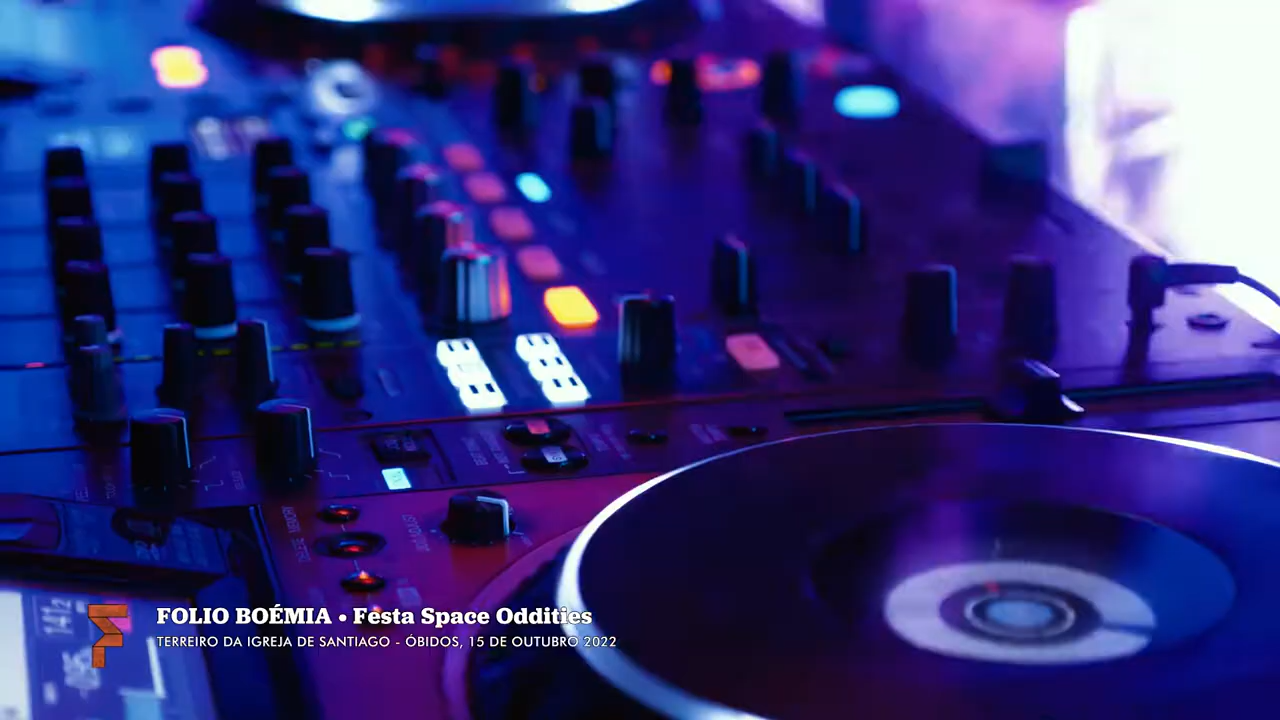 FOLIO BOÉMIA • Festa Space Oddities
TERREIRO DA IGREJA DE SANTIAGO - ÓBIDOS, 15 DE OUTUBRO 2022